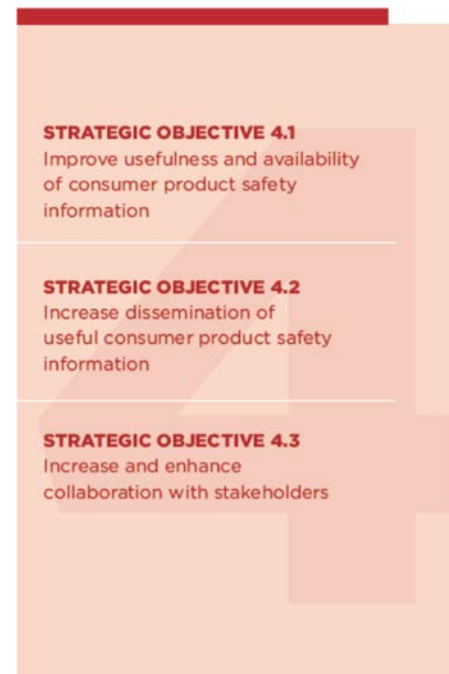 STRATEGIC OBJECTIVE 4.1
Improve usefulness and availability
of consumer product safety
information
STRATEGIC OBJECTIVE 4.2
Increase dissemination of
useful consumer product safety
information
STRATEGIC OBJECTIVE 4.3
Increase and enhance
collaboration with stakeholders
4